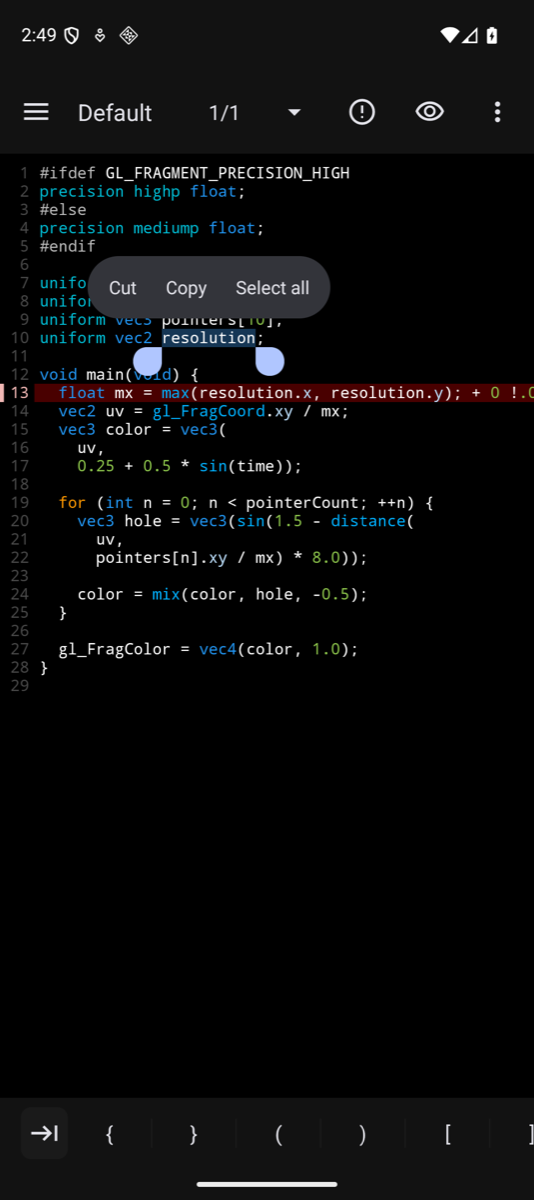 2:49
Default 1/1
1 #ifdef GL_FRAGMENT_PRECISION_HIGH
2 precision highp float;
3 #else
4 precision mediump float;
5 #endif
6
7 unifo
Cut Copy Select all
8 unifor
9 uniform vec3 pointers[10];
10 uniform vec2 resolution;
11
12 void main(void) {
13 float mx = max(resolution.x, resolution.y); + 0 !.0
14 vec2 uv = gl_FragCoord.xy / mx;
15 vec3 color = vec3(
16 uv,
17 0.25 + 0.5 * sin(time));
18
19 for (int n = 0; n < pointerCount; ++n) {
20 vec3 hole = vec3(sin(1.5 - distance(
21 uv,
22 pointers[n].xy / mx) * 8.0));
23
24 color = mix(color, hole, -0.5);
25 }
26
27 gl_FragColor = vec4(color, 1.0);
28 }
29
{ } ( ) [ ]